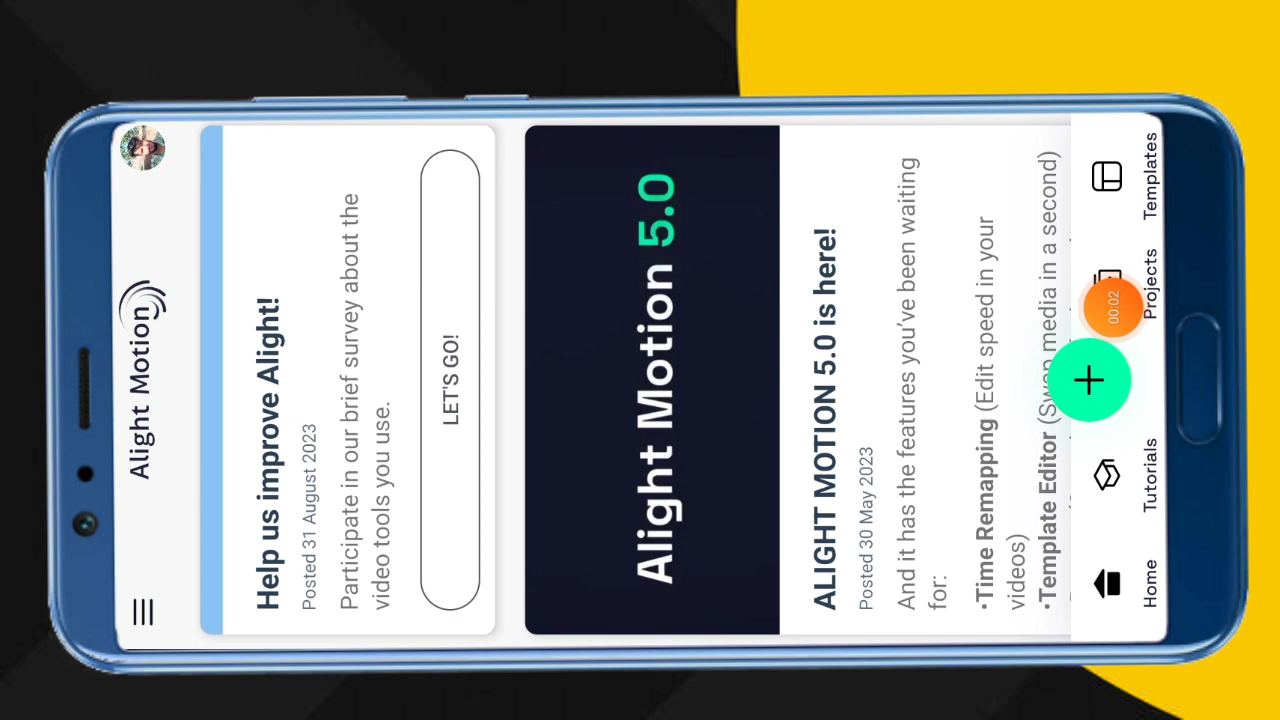 Alight Motion
Help us improve Alight!
Posted 31 August 2023
Participate in our brief survey about the
video tools you use.
LET'S GO!
Alight Motion 5.0
ALIGHT MOTION 5.0 is here!
Posted 30 May 2023
And it has the features you've been waiting
for:
•Time Remapping (Edit speed in your
videos)
•Template Editor (Swap media in a second)
00:02
Home
Tutorials
Projects
Templates